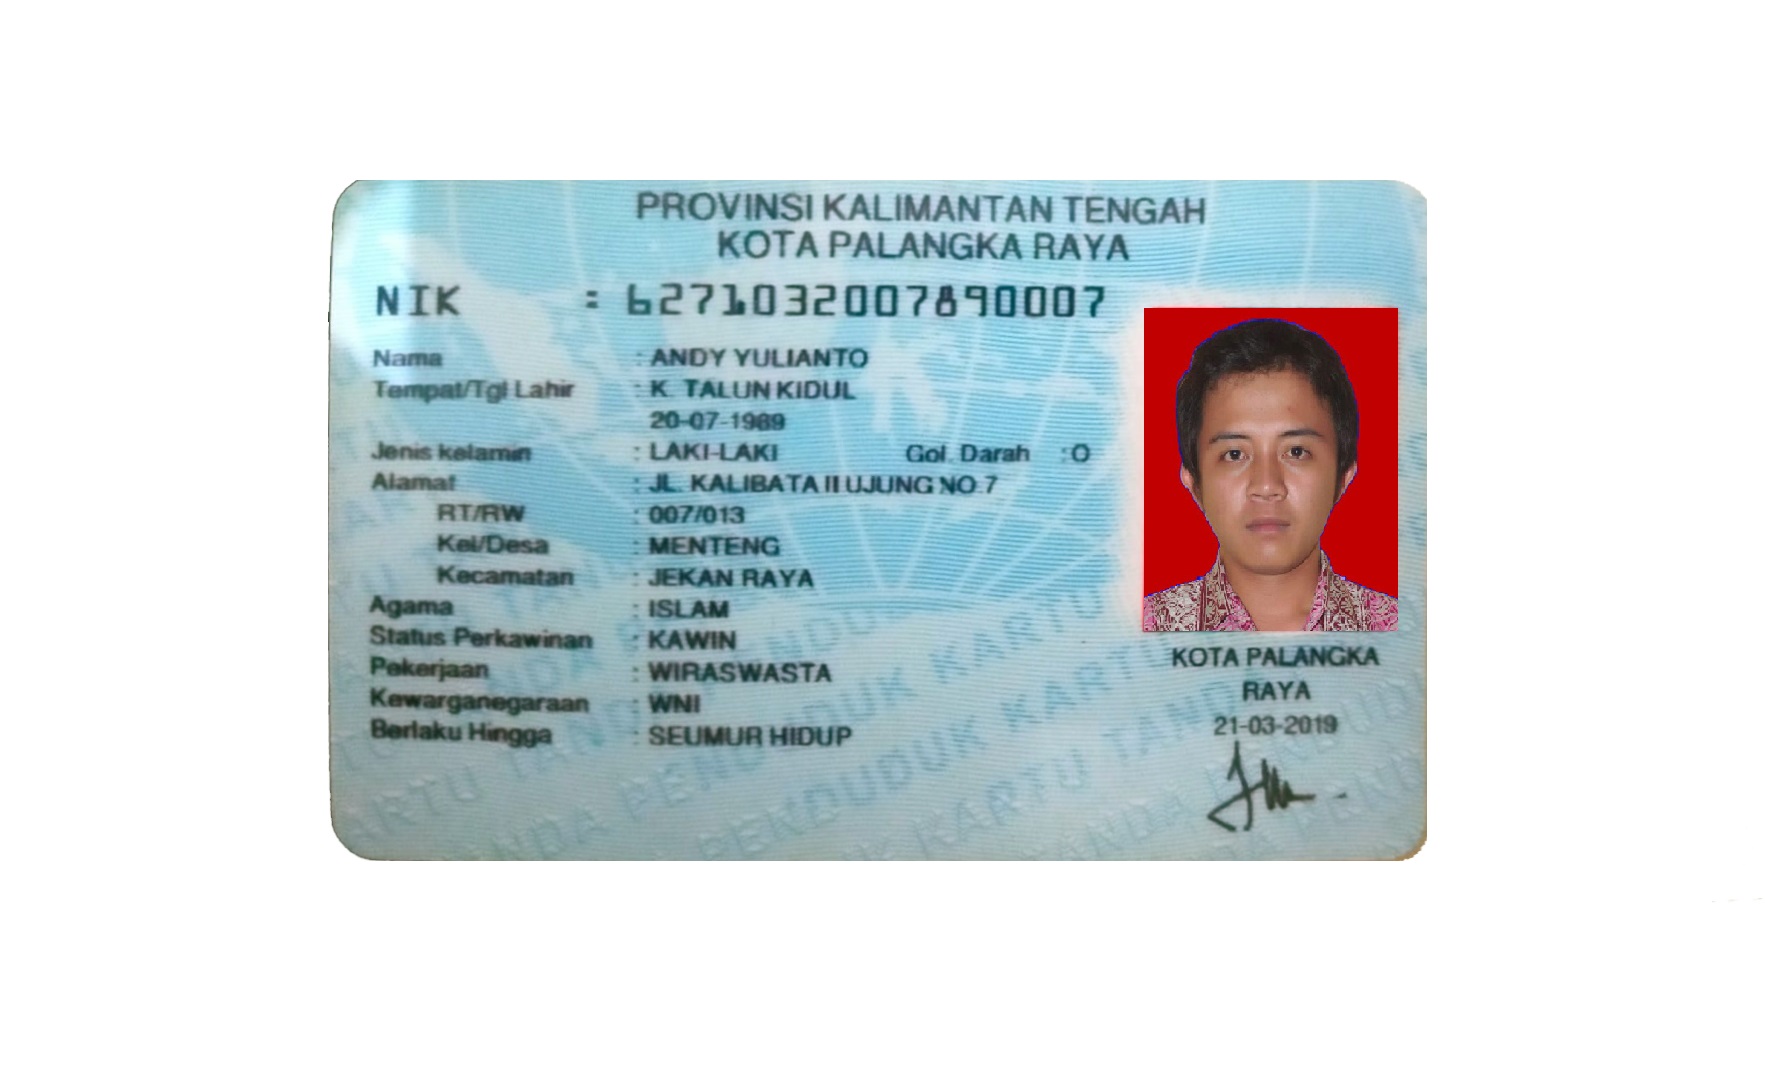 PROVINSI KALIMANTAN TENGAH
KOTA PALANGKA RAYA
NIK : 6271032007890007
Nama : ANDY YULIANTO
Tempat/Tgl Lahir : K. TALUN KIDUL
20-07-1989
Jenis kelamin : LAKI-LAKI Gol. Darah : O
Alamat : JL. KALIBATA II UJUNG NO.7
RT/RW : 007/013
Kel/Desa : MENTENG
Kecamatan : JEKAN RAYA
Agama : ISLAM
Status Perkawinan : KAWIN
Pekerjaan : WIRASWASTA
Kewarganegaraan : WNI
Berlaku Hingga : SEUMUR HIDUP
KOTA PALANGKA
RAYA
21-03-2019
KARTU TANDA PENDUDUK KARTU TANDA PENDUDUK